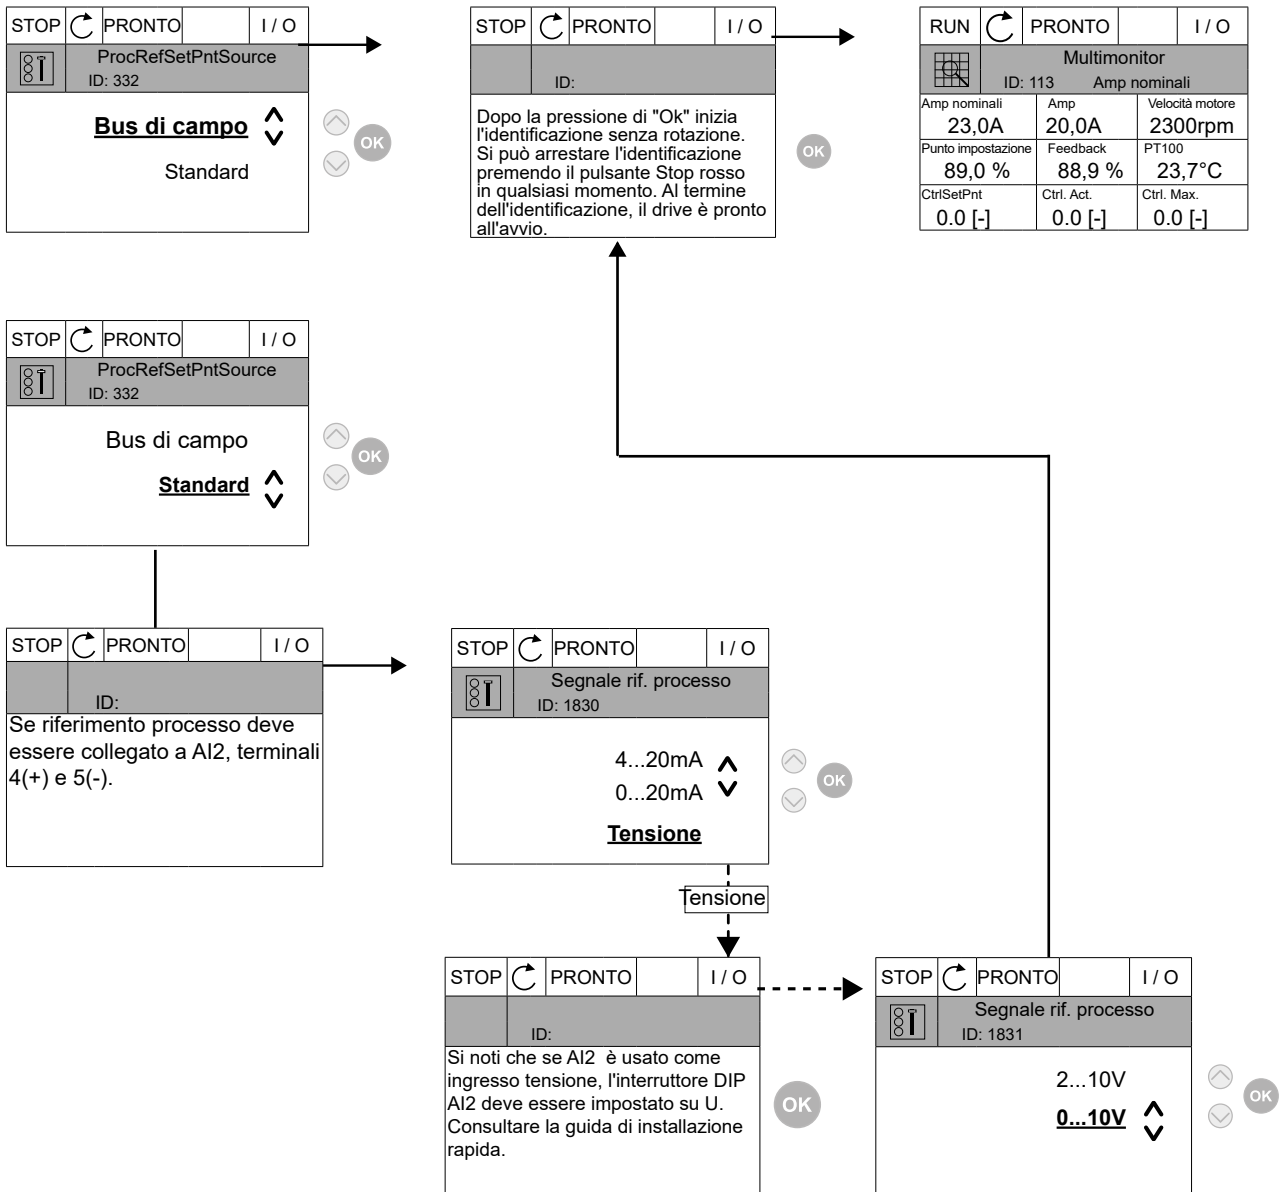 STOP PRONTO I / O
ProcRefSetPntSource
ID: 332
Bus di campo
Standard
OK
STOP PRONTO I / O
ID:
Dopo la pressione di "Ok" inizia
l'identificazione senza rotazione.
Si può arrestare l'identificazione
premendo il pulsante Stop rosso
in qualsiasi momento. Al termine
dell'identificazione, il drive è pronto
all'avvio.
OK
RUN PRONTO I / O
Multimonitor
ID: 113 Amp nominali
Amp nominali Amp Velocità motore
23,0A 20,0A 2300rpm
Punto impostazione Feedback PT100
89,0 % 88,9 % 23,7°C
CtrlSetPnt Ctrl. Act. Ctrl. Max.
0.0 [-] 0.0 [-] 0.0 [-]
STOP PRONTO I / O
ProcRefSetPntSource
ID: 332
Bus di campo
Standard
OK
STOP PRONTO I / O
ID:
Se riferimento processo deve
essere collegato a AI2, terminali
4(+) e 5(-).
STOP PRONTO I / O
Segnale rif. processo
ID: 1830
4...20mA
0...20mA
Tensione
OK
Tensione
STOP PRONTO I / O
ID:
Si noti che se AI2 è usato come
ingresso tensione, l'interruttore DIP
AI2 deve essere impostato su U.
Consultare la guida di installazione
rapida.
OK
STOP PRONTO I / O
Segnale rif. processo
ID: 1831
2...10V
0...10V
OK